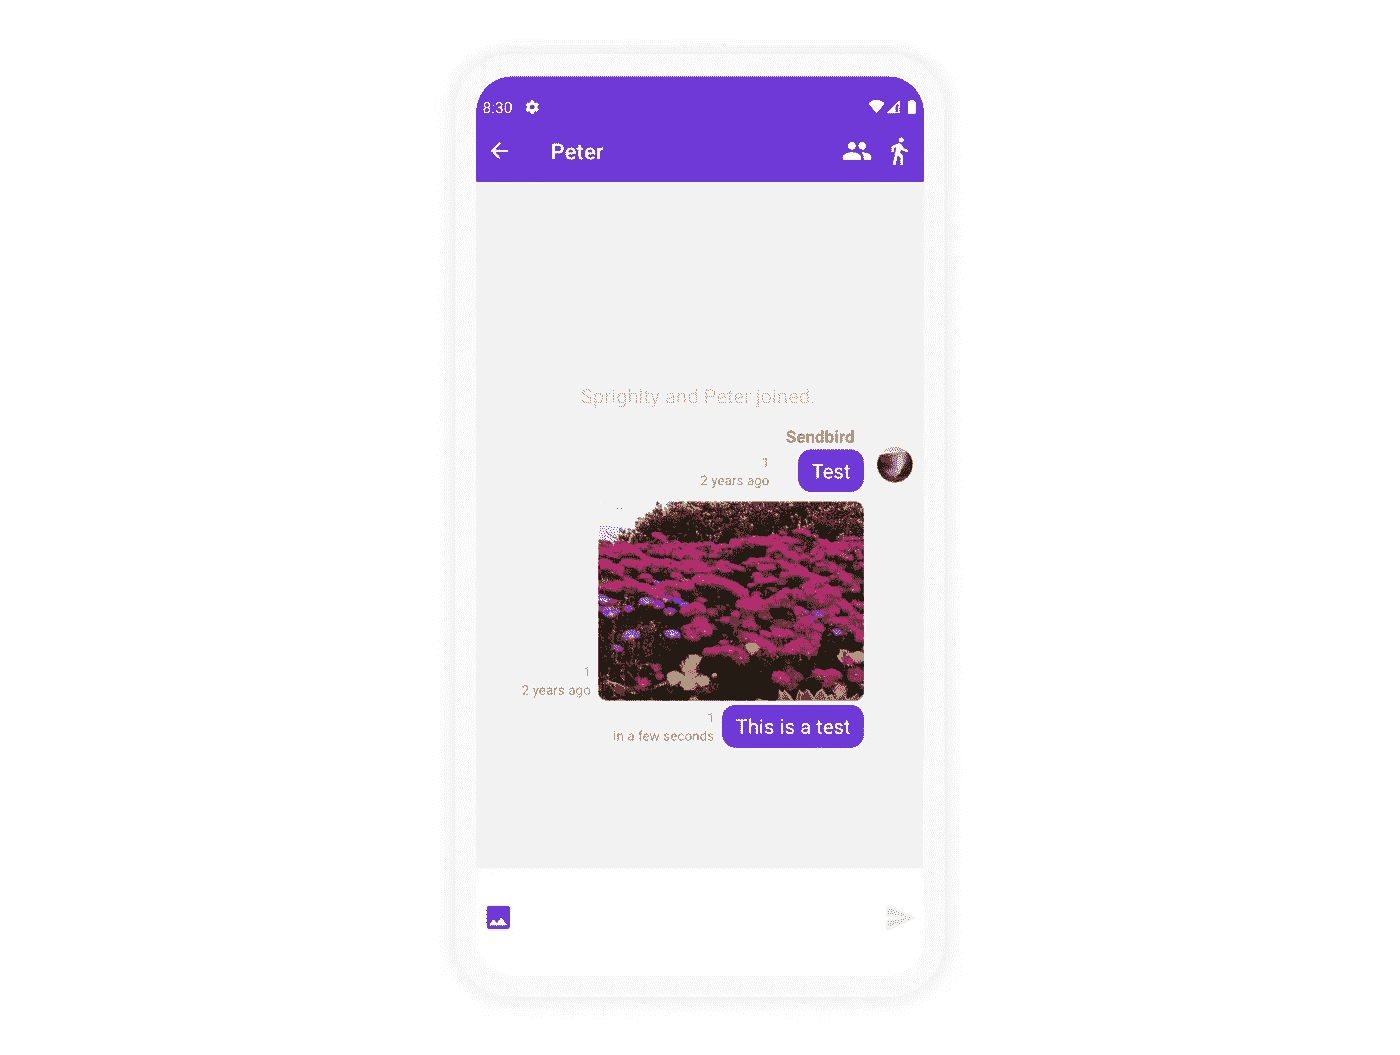 8:30
Peter
Sprighlty and Peter joined.
Sendbird
1
2 years ago
Test
1
2 years ago
1
in a few seconds
This is a test